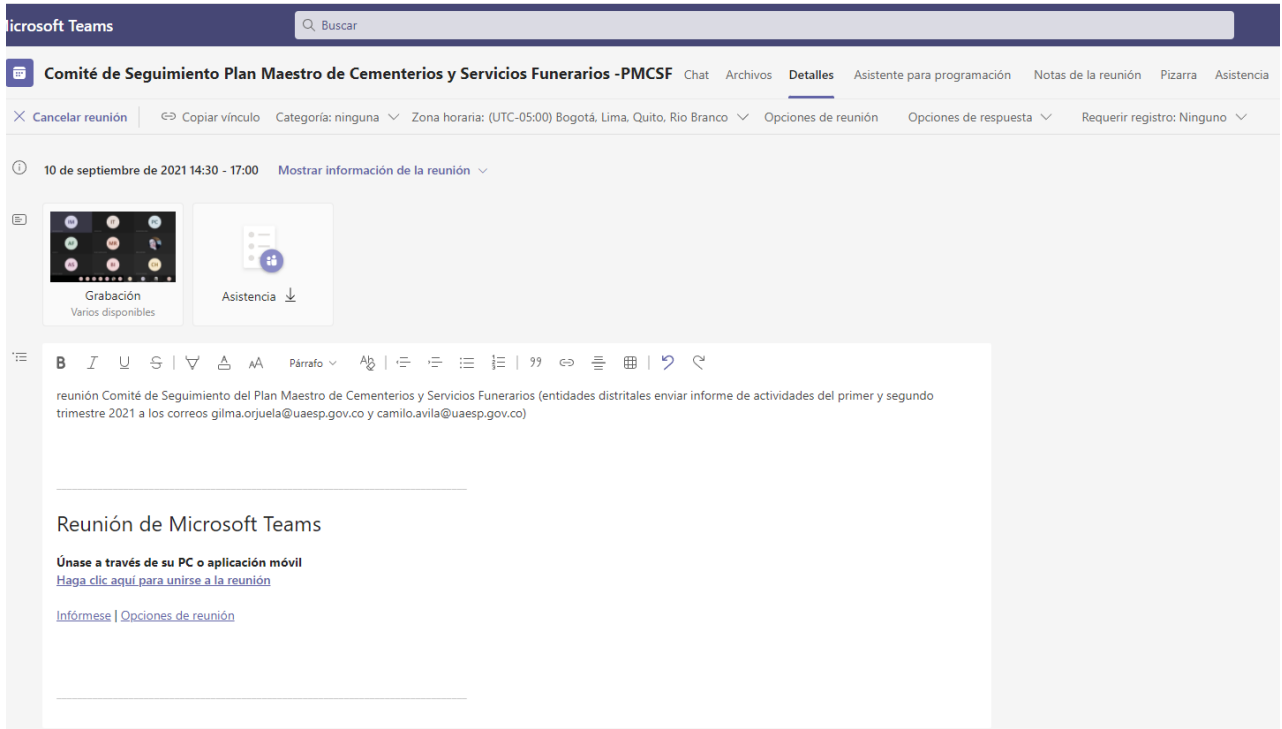 icrosoft Teams
Buscar
Comité de Seguimiento Plan Maestro de Cementerios y Servicios Funerarios -PMCSF Chat Archivos Detalles Asistente para programación Notas de la reunión Pizarra Asistencia
Cancelar reunión Copiar vínculo Categoría: ninguna Zona horaria: (UTC-05:00) Bogotá, Lima, Quito, Rio Branco Opciones de reunión Opciones de respuesta Requerir registro: Ninguno
10 de septiembre de 2021 14:30 - 17:00 Mostrar información de la reunión
Grabación
Varios disponibles
Asistencia
Párrafo
reunión Comité de Seguimiento del Plan Maestro de Cementerios y Servicios Funerarios (entidades distritales enviar informe de actividades del primer y segundo
trimestre 2021 a los correos gilma.orjuela@uaesp.gov.co y camilo.avila@uaesp.gov.co)
Reunión de Microsoft Teams
Únase a través de su PC o aplicación móvil
Haga clic aquí para unirse a la reunión
Infórmese | Opciones de reunión